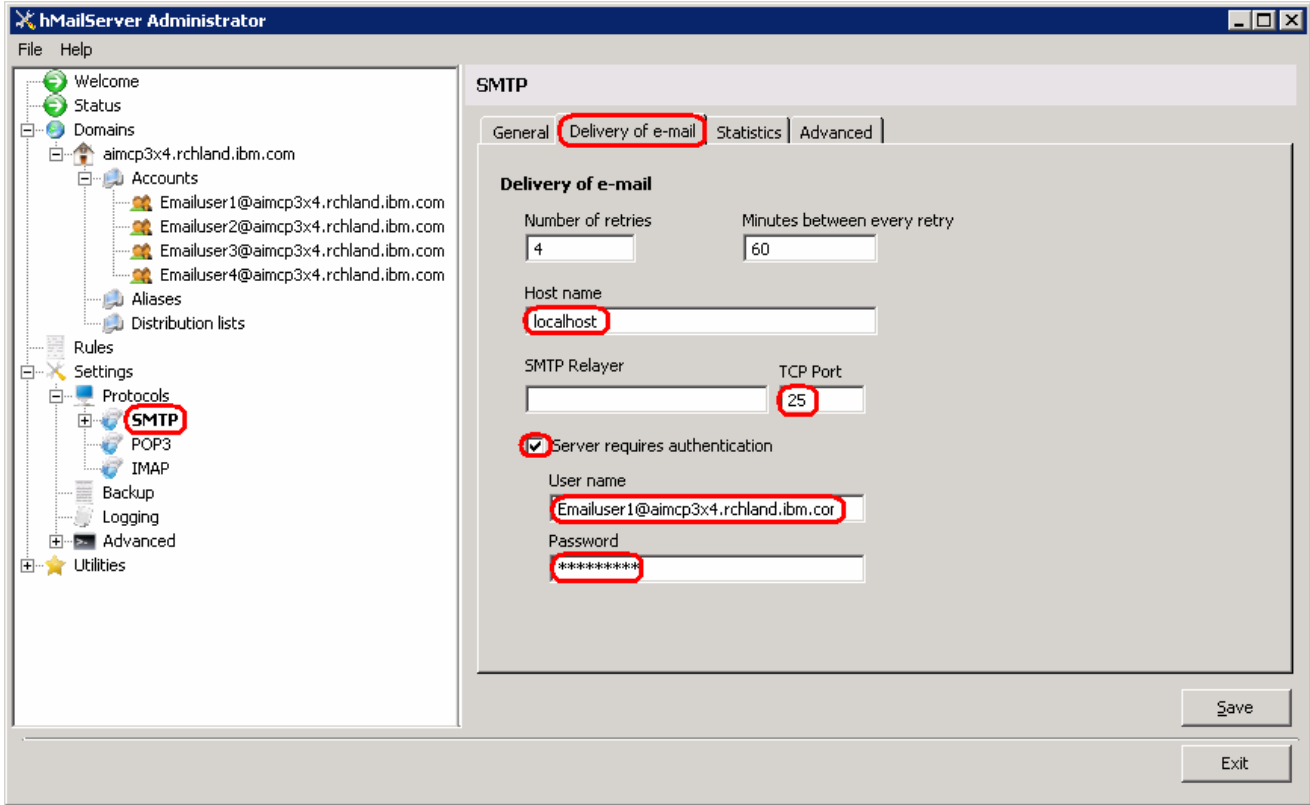 hMailServer Administrator
File Help
Welcome
Status
Domains
aimcp3x4.rchland.ibm.com
Accounts
Emailuser1@aimcp3x4.rchland.ibm.com
Emailuser2@aimcp3x4.rchland.ibm.com
Emailuser3@aimcp3x4.rchland.ibm.com
Emailuser4@aimcp3x4.rchland.ibm.com
Aliases
Distribution lists
Rules
Settings
Protocols
SMTP
POP3
IMAP
Backup
Logging
Advanced
Utilities
SMTP
General Delivery of e-mail Statistics Advanced
Delivery of e-mail
Number of retries Minutes between every retry
4 60
Host name
localhost
SMTP Relayer TCP Port
25
Server requires authentication
User name
Emailuser1@aimcp3x4.rchland.ibm.cor
Password
*********
Save
Exit